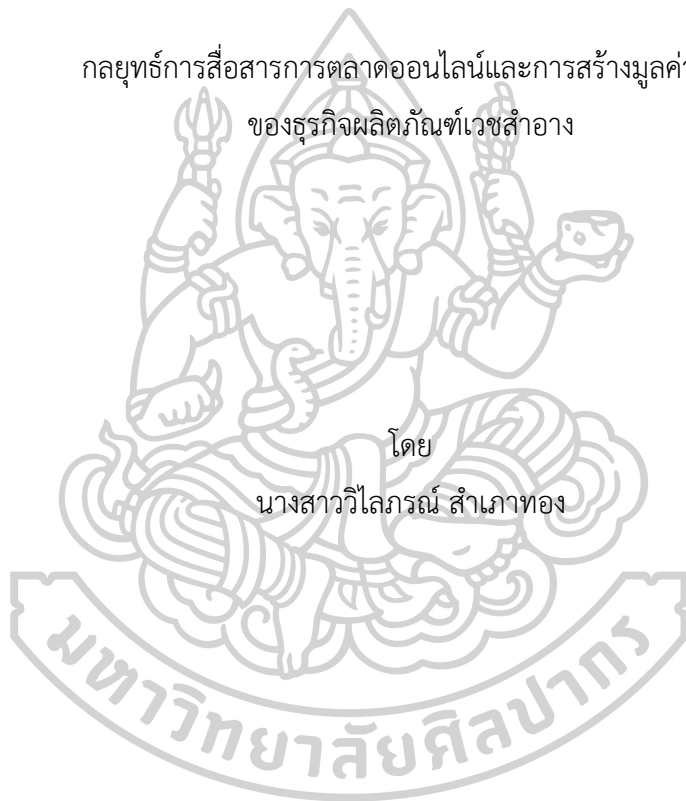 กลยุทธ์การสื่อสารการตลาดออนไลน์และการสร้างมูลค่า
ของธุรกิจผลิตภัณฑ์เวชสำอาง
โดย
นางสาววิไลภรณ์ สำเภาทอง
มหาวิทยาลัยศิลปากร